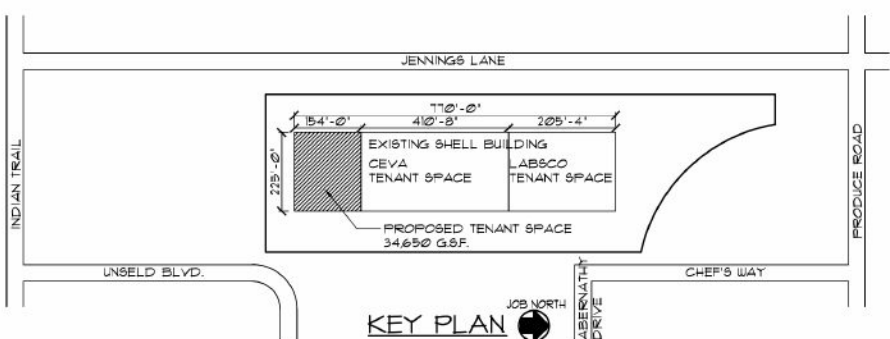 JENNINGS LANE
770'-0"
154'-0"
410'-8"
205'-4"
225'-0"
EXISTING SHELL BUILDING
CEVA
TENANT SPACE
LABSCO
TENANT SPACE
PROPOSED TENANT SPACE
34,650 G.S.F.
INDIAN TRAIL
PRODUCE ROAD
UNSELD BLVD.
CHEF'S WAY
ABERNATHY
DRIVE
JOB NORTH
KEY PLAN